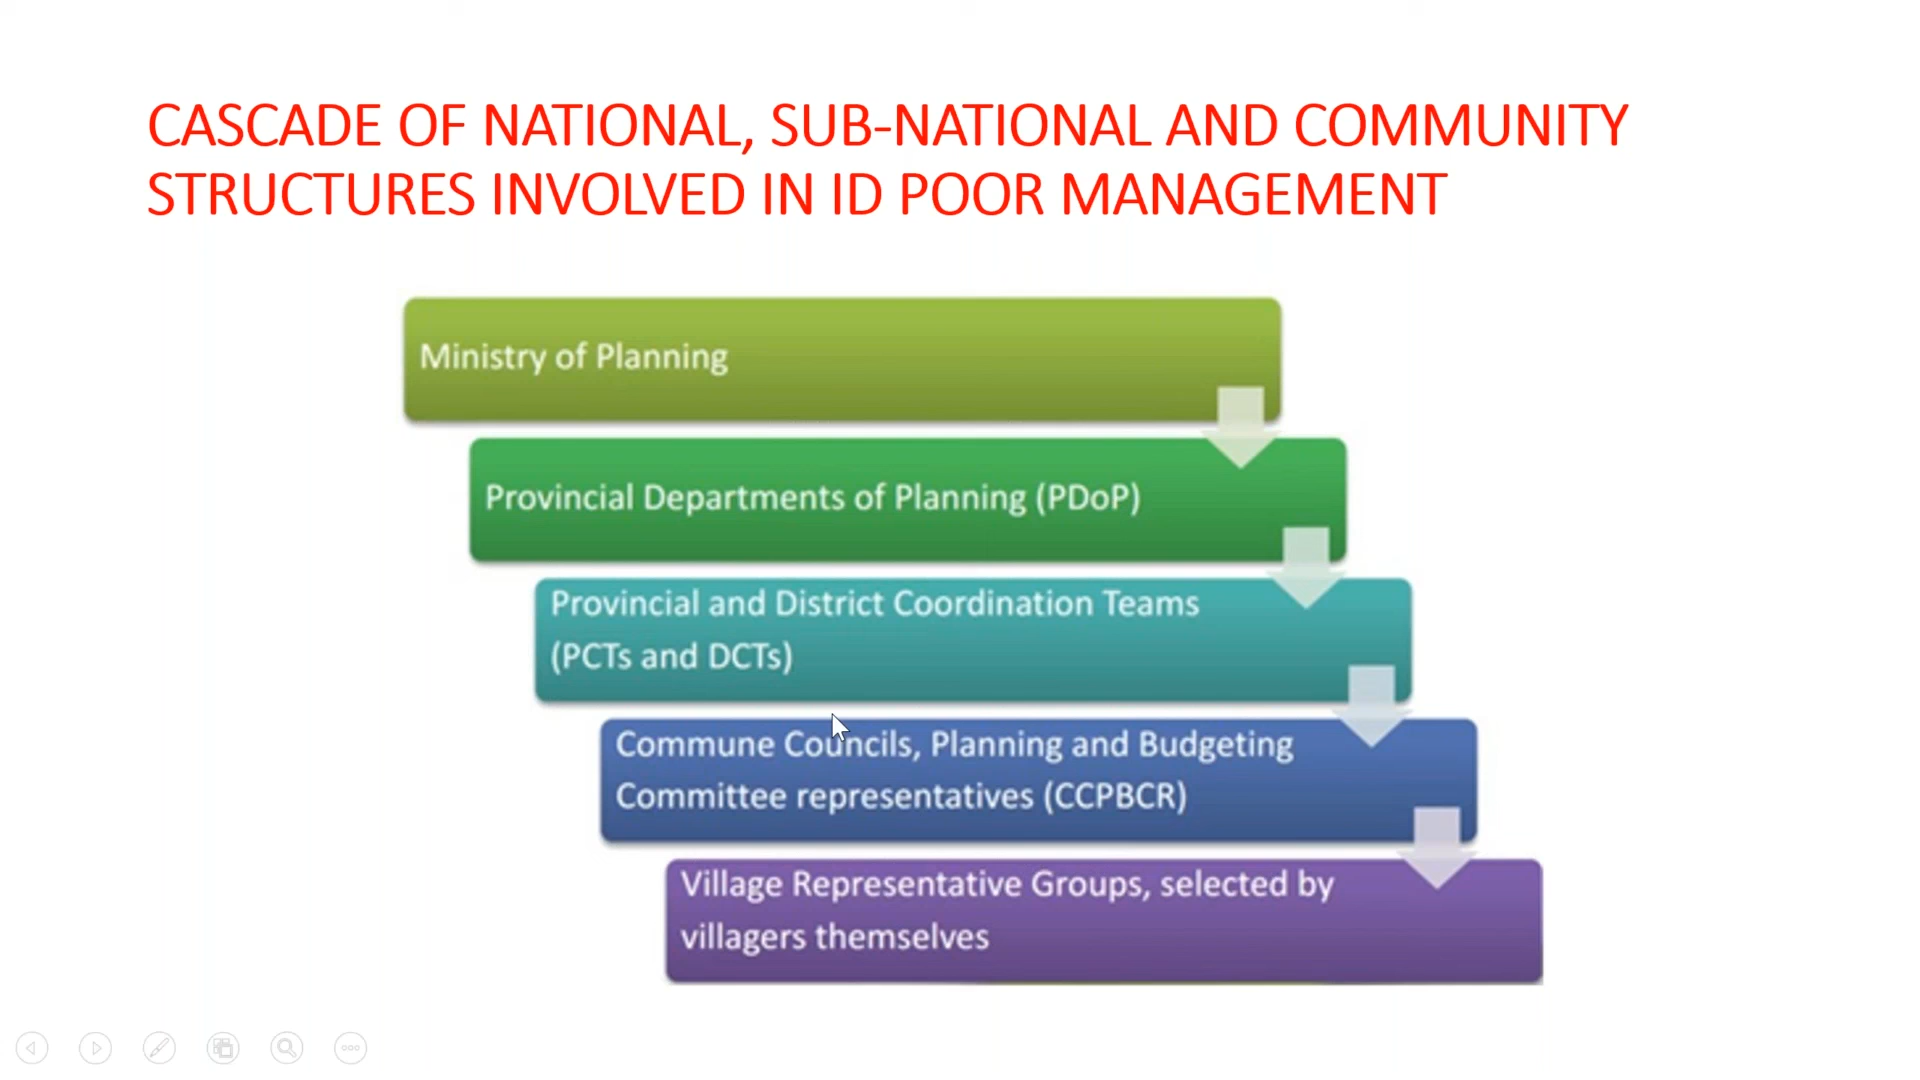 CASCADE OF NATIONAL, SUB-NATIONAL AND COMMUNITY
STRUCTURES INVOLVED IN ID POOR MANAGEMENT
Ministry of Planning
Provincial Departments of Planning (PDoP)
Provincial and District Coordination Teams
(PCTs and DCTs)
Commune Councils, Planning and Budgeting
Committee representatives (CCPBCR)
Village Representative Groups, selected by
villagers themselves